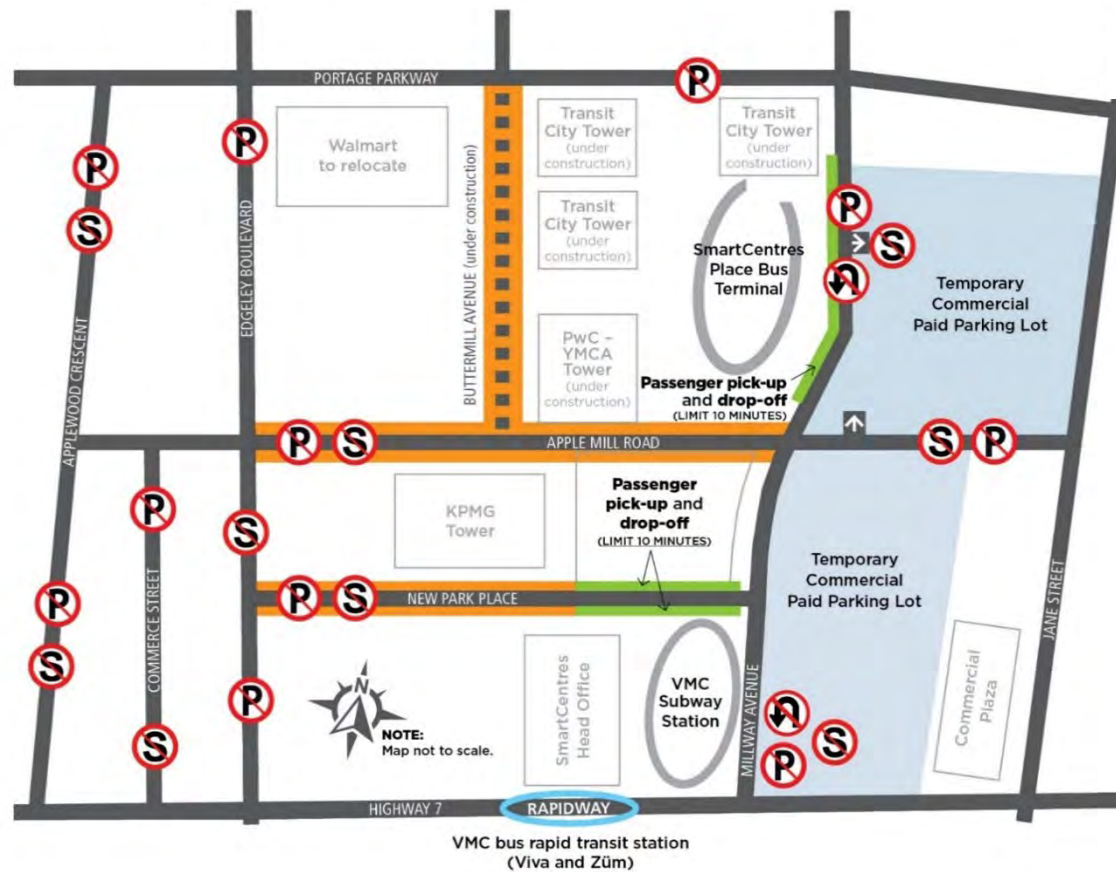 PORTAGE PARKWAY
P
Walmart
to relocate
Transit
City Tower
(under
construction)
Transit
City Tower
(under
construction)
P
P
S
EDGELEY BOULEVARD
BUTTERMILL AVENUE (under construction)
Transit
City Tower
(under
construction)
SmartCentres
Place Bus
Terminal
P
S
Temporary
Commercial
Paid Parking Lot
APPLEWOOD CRESCENT
PwC –
YMCA
Tower
(under
construction)
Passenger pick-up
and drop-off
(LIMIT 10 MINUTES)
P
S
APPLE MILL ROAD
S
P
P
S
COMMERCE STREET
KPMG
Tower
Passenger
pick-up and
drop-off
(LIMIT 10 MINUTES)
Temporary
Commercial
Paid Parking Lot
JANE STREET
P
S
P
S
NEW PARK PLACE
P
S
N
NOTE:
Map not to scale.
SmartCentres
Head Office
VMC
Subway
Station
MILLWAY AVENUE
S
P
Commercial
Plaza
HIGHWAY 7
RAPIDWAY
VMC bus rapid transit station
(Viva and Züm)